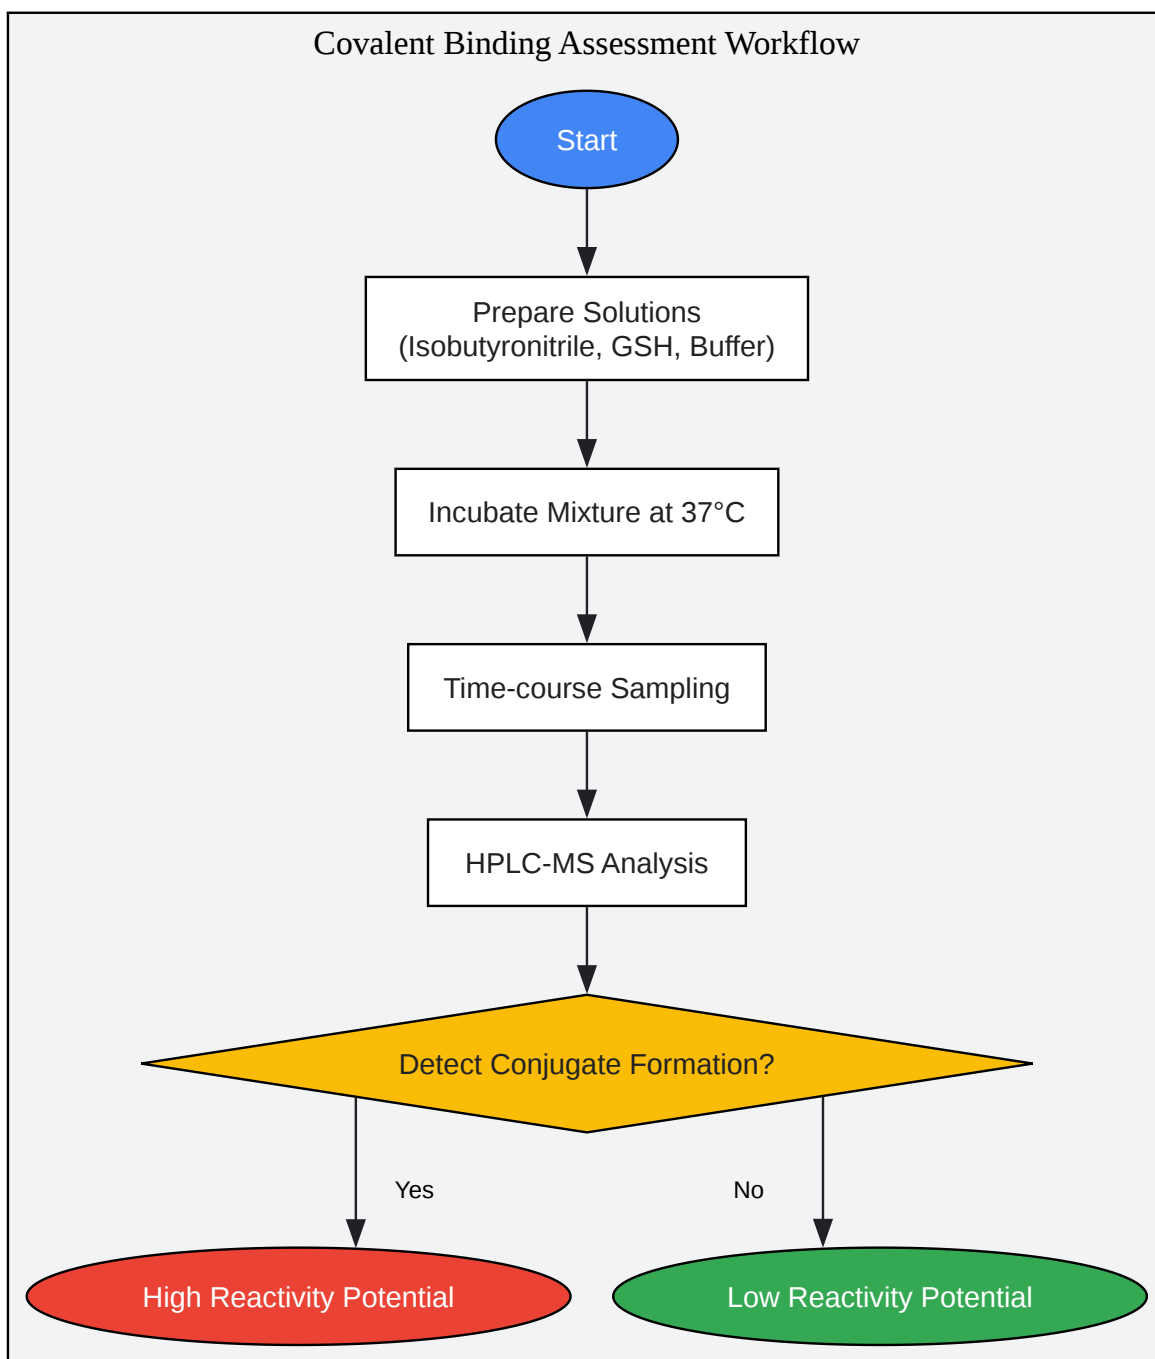 Covalent Binding Assessment Workflow
Start
Prepare Solutions
(Isobutyronitrile, GSH, Buffer)
Incubate Mixture at 37°C
Time-course Sampling
HPLC-MS Analysis
Detect Conjugate Formation?
Yes
No
High Reactivity Potential
Low Reactivity Potential